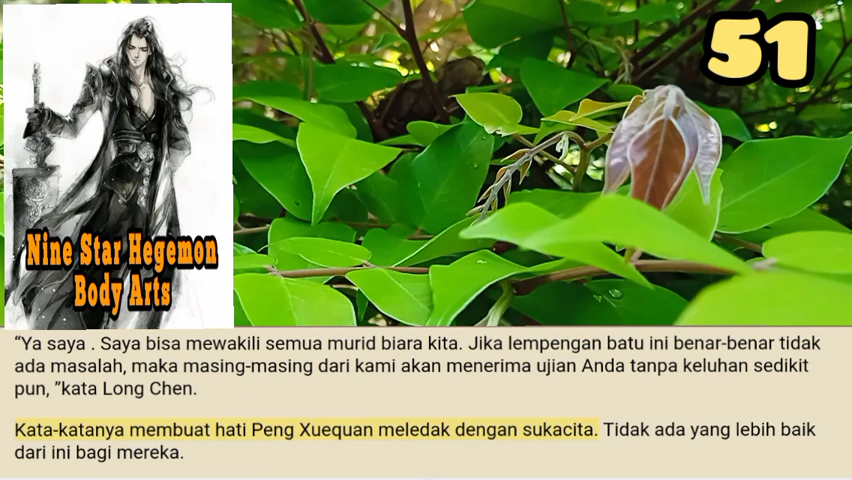 51
Nine Star Hegemon
Body Arts
“Ya saya . Saya bisa mewakili semua murid biara kita. Jika lempengan batu ini benar-benar tidak
ada masalah, maka masing-masing dari kami akan menerima ujian Anda tanpa keluhan sedikit
pun, ”kata Long Chen.
Kata-katanya membuat hati Peng Xuequan meledak dengan sukacita. Tidak ada yang lebih baik
dari ini bagi mereka.